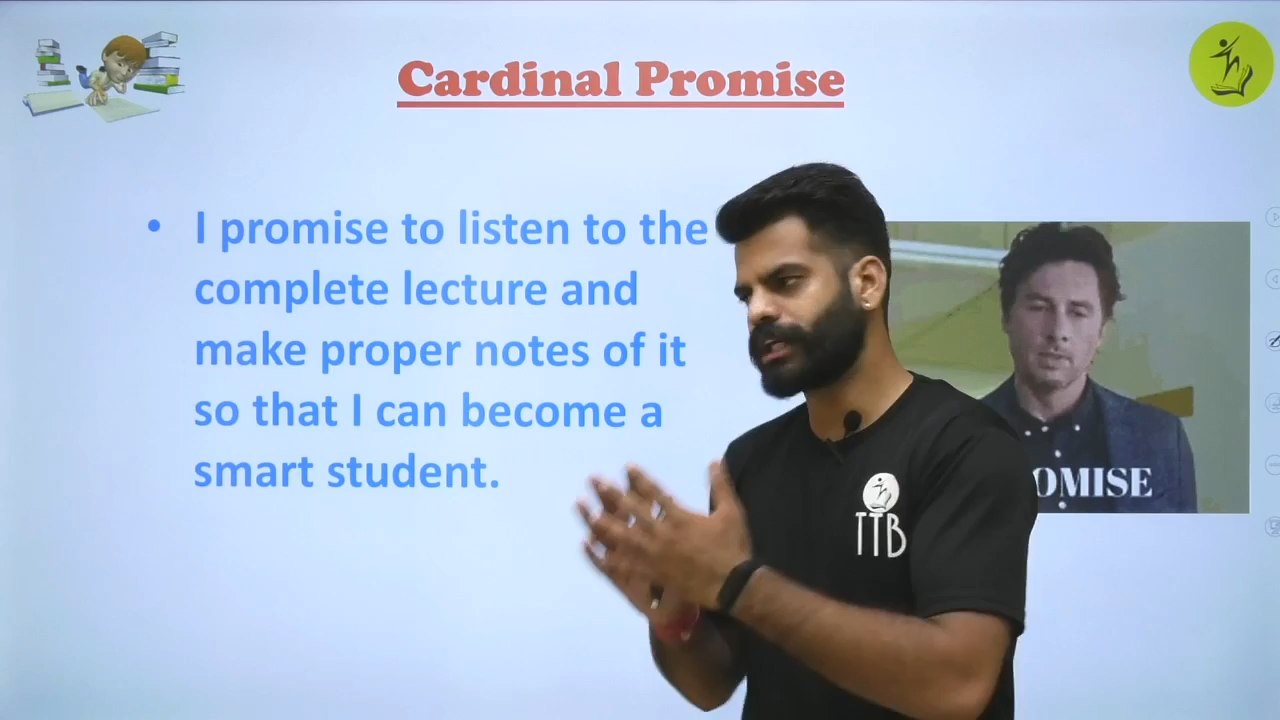 Cardinal Promise
• I promise to listen to the
complete lecture and
make proper notes of it
so that I can become a
smart student.
OMISE
TTB